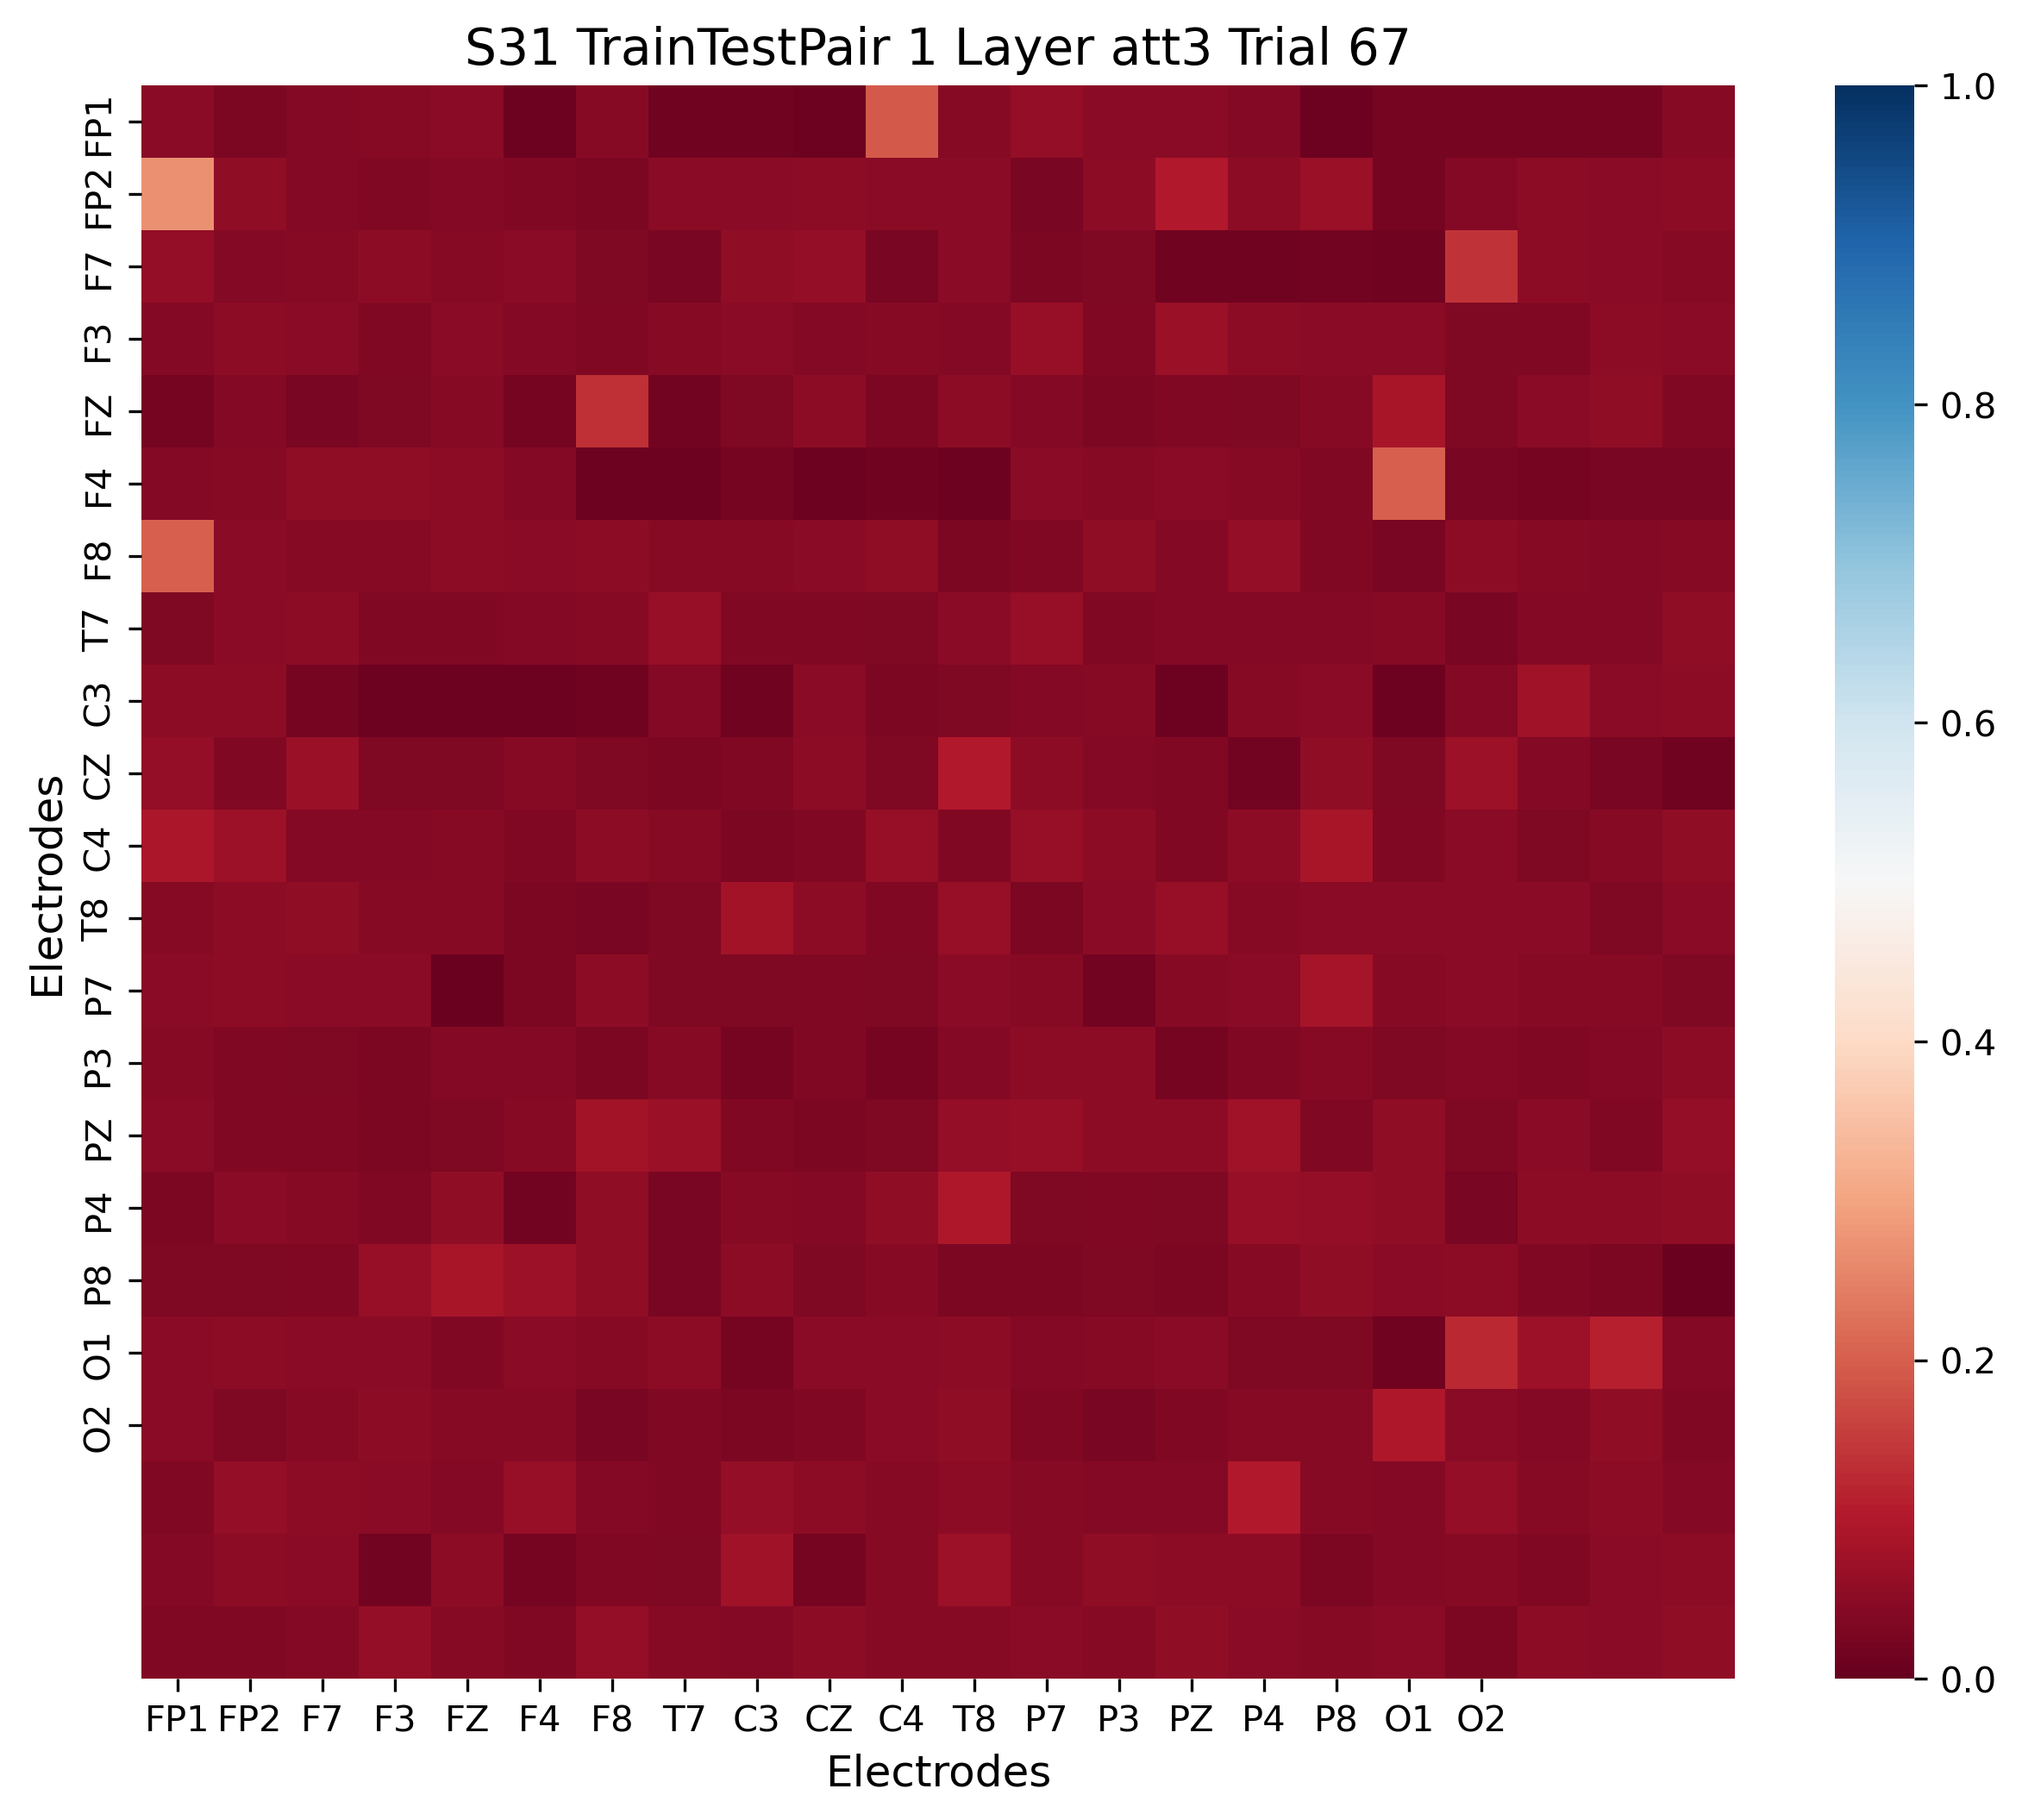 S31 TrainTestPair 1 Layer att3 Trial 67
Electrodes
FP1
FP2
F7
F3
FZ
F4
F8
T7
C3
CZ
C4
T8
P7
P3
PZ
P4
P8
O1
O2
FP1 FP2 F7 F3 FZ F4 F8 T7 C3 CZ C4 T8 P7 P3 PZ P4 P8 O1 O2
Electrodes
1.0
0.8
0.6
0.4
0.2
0.0